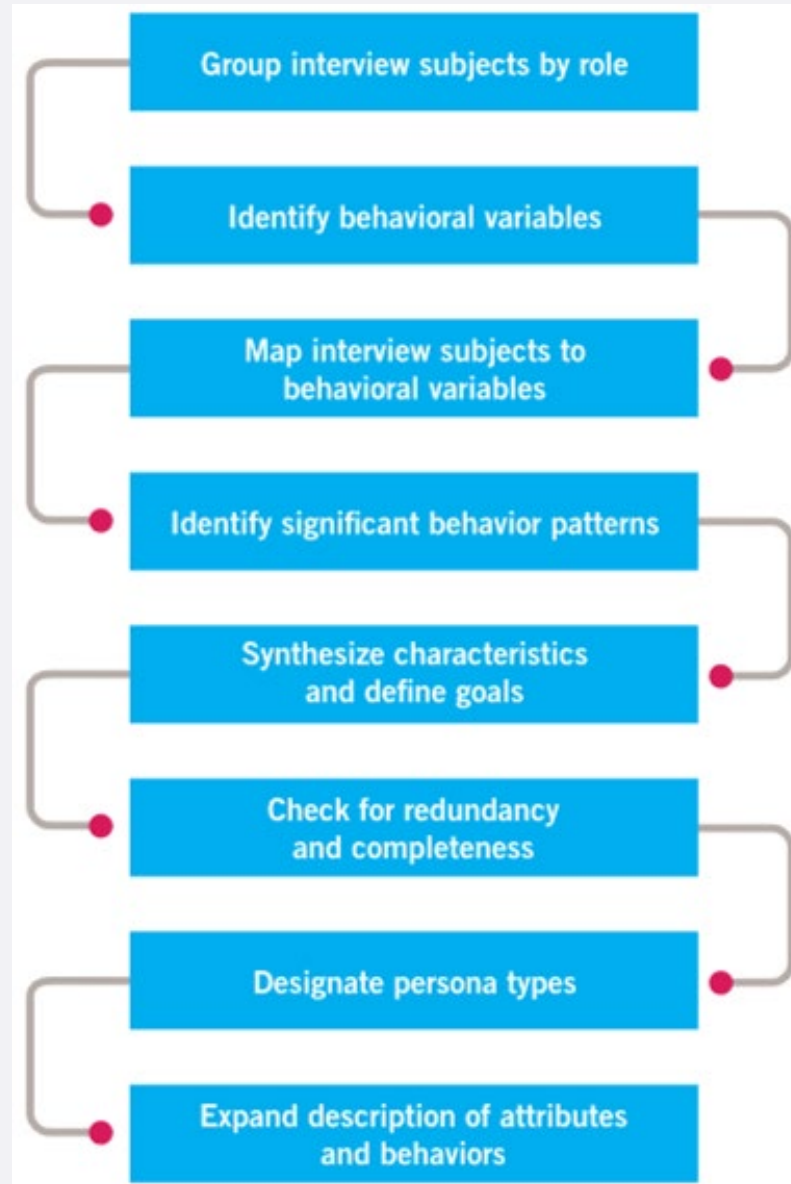 Group interview subjects by role
Identify behavioral variables
Map interview subjects to
behavioral variables
Identify significant behavior patterns
Synthesize characteristics
and define goals
Check for redundancy
and completeness
Designate persona types
Expand description of attributes
and behaviors